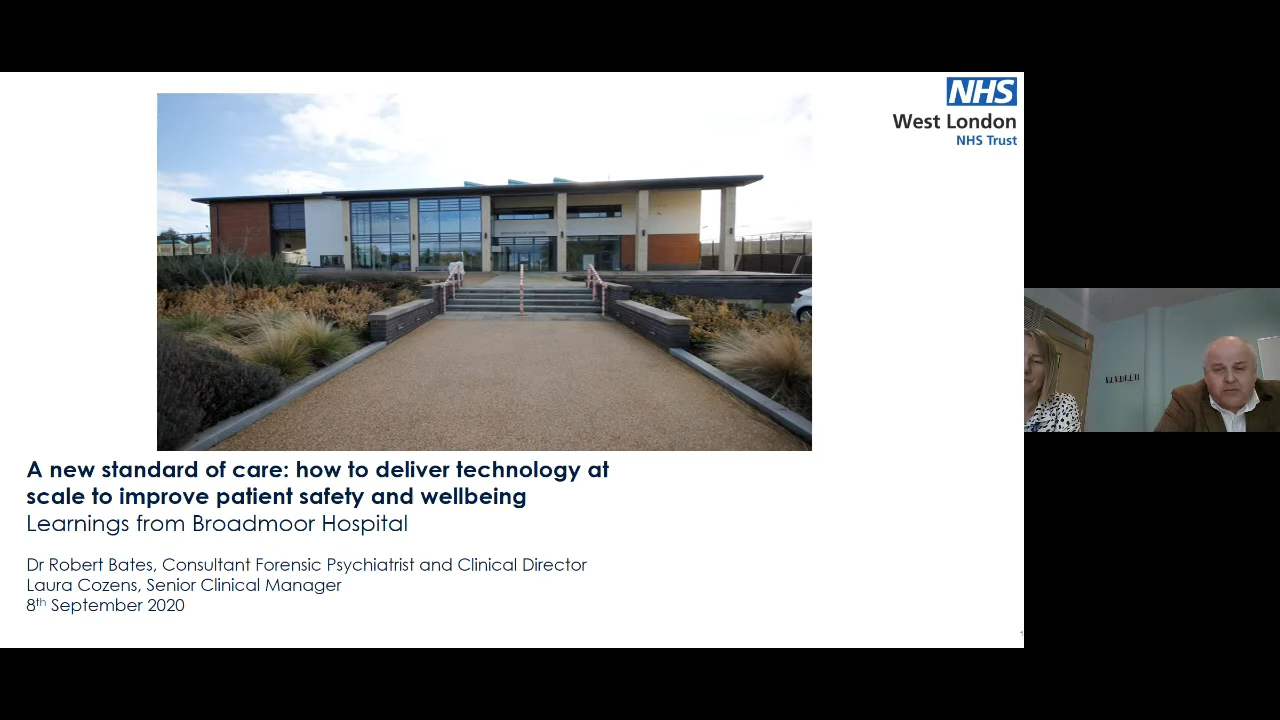 NHS
West London
NHS Trust
BROADMOOR HOSPITAL
A new standard of care: how to deliver technology at
scale to improve patient safety and wellbeing
Learnings from Broadmoor Hospital
Dr Robert Bates, Consultant Forensic Psychiatrist and Clinical Director
Laura Cozens, Senior Clinical Manager
8th September 2020